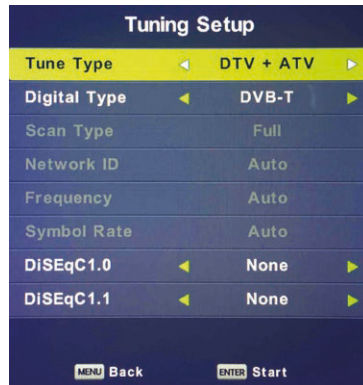 Tuning Setup
Tune Type DTV + ATV
Digital Type DVB-T
Scan Type Full
Network ID Auto
Frequency Auto
Symbol Rate Auto
DiSEqC1.0 None
DiSEqC1.1 None
MENU Back ENTER Start